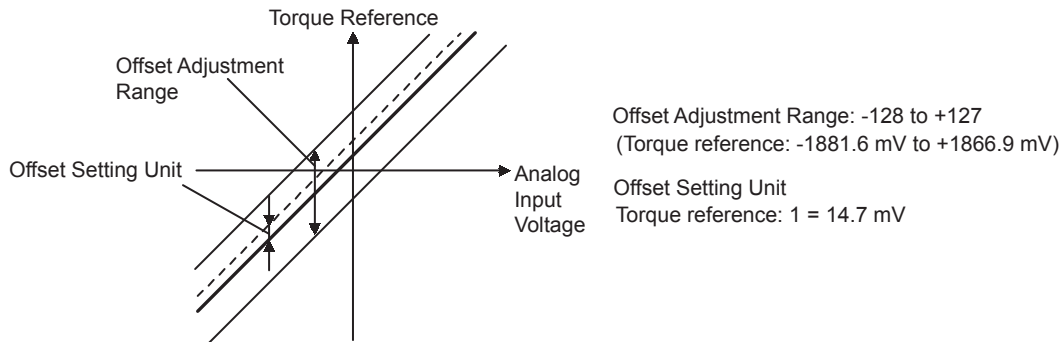 Torque Reference
Offset Adjustment
Range
Offset Setting Unit
Analog
Input
Voltage
Offset Adjustment Range: -128 to +127
(Torque reference: -1881.6 mV to +1866.9 mV)
Offset Setting Unit
Torque reference: 1 = 14.7 mV